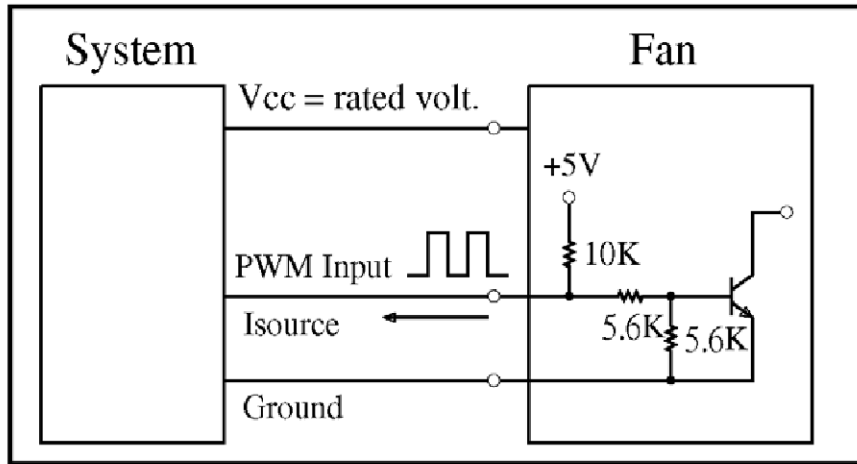 System
Fan
Vcc = rated volt.
+5V
10K
PWM Input
Isource
5.6K
5.6K
Ground